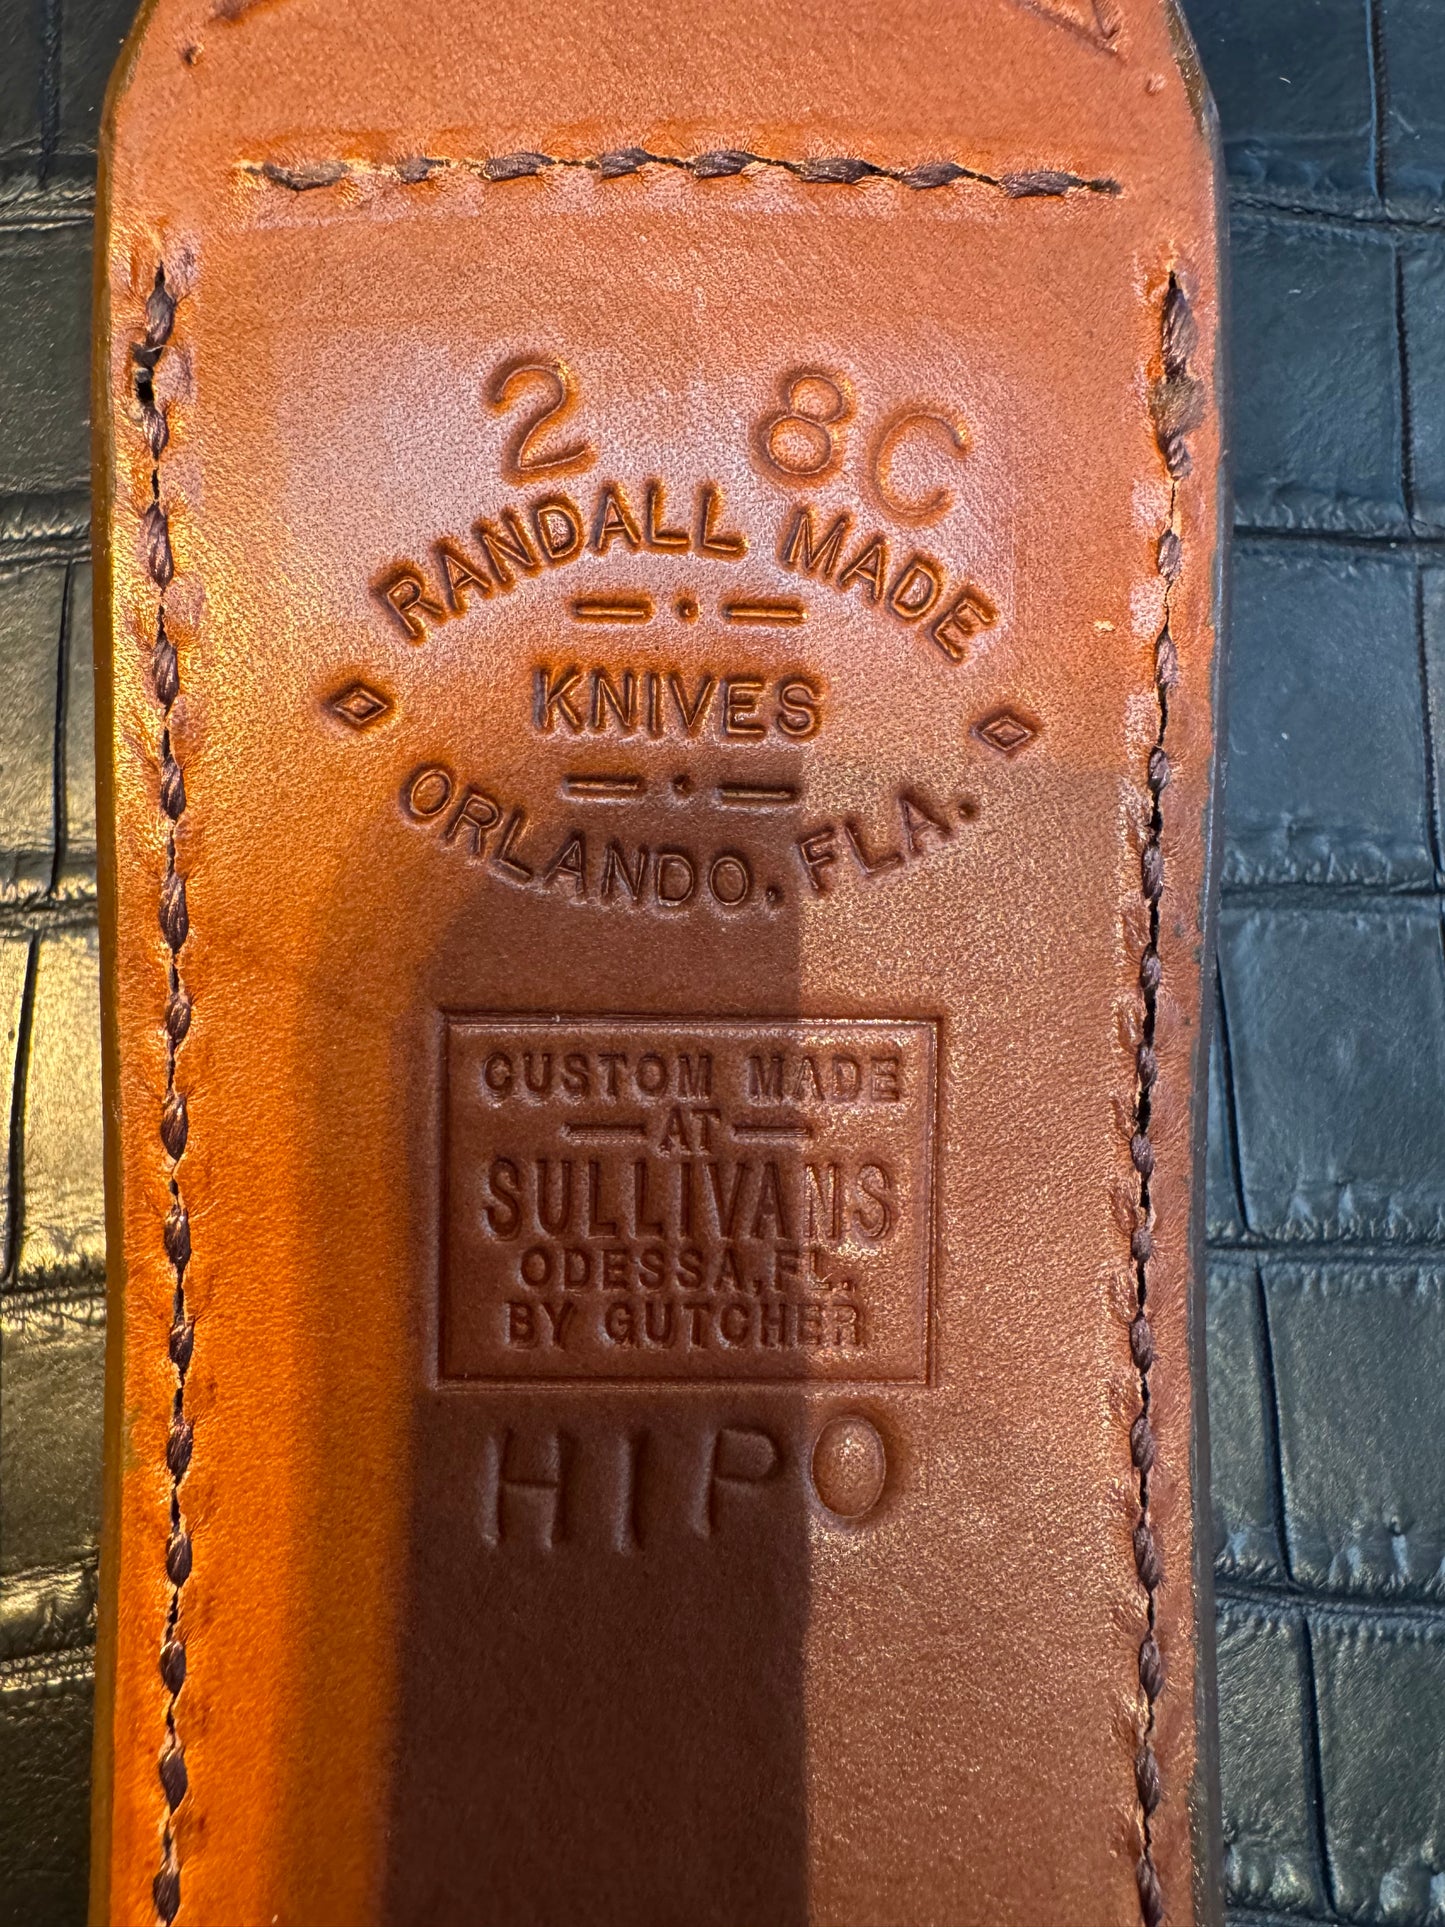 2 8C
RANDALL MADE
KNIVES
ORLANDO, FLA.
CUSTOM MADE
AT
SULLIVANS
ODESSA, FL.
BY GUTCHER
HIPO